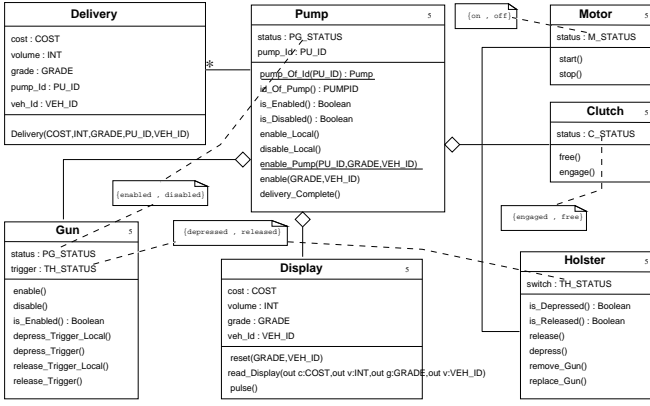 Delivery
cost : COST
volume : INT
grade : GRADE
pump_Id : PU_ID
veh_Id : VEH_ID
Delivery(COST,INT,GRADE,PU_ID,VEH_ID)
*
Pump 5
status : PG_STATUS
pump_Id : PU_ID
pump_Of_Id(PU_ID) : Pump
id_Of_Pump() : PUMPID
is_Enabled() : Boolean
is_Disabled() : Boolean
enable_Local()
disable_Local()
enable_Pump(PU_ID,GRADE,VEH_ID)
enable(GRADE,VEH_ID)
delivery_Complete()
{on , off}
Motor 5
status : M_STATUS
start()
stop()
Clutch 5
status : C_STATUS
free()
engage()
{enabled , disabled}
{depressed , released}
{engaged , free}
Gun 5
status : PG_STATUS
trigger : TH_STATUS
enable()
disable()
is_Enabled() : Boolean
depress_Trigger_Local()
depress_Trigger()
release_Trigger_Local()
release_Trigger()
Display 5
cost : COST
volume : INT
grade : GRADE
veh_Id : VEH_ID
reset(GRADE,VEH_ID)
read_Display(out c:COST,out v:INT,out g:GRADE,out v:VEH_ID)
pulse()
Holster 5
switch : TH_STATUS
is_Depressed() : Boolean
is_Released() : Boolean
release()
depress()
remove_Gun()
replace_Gun()